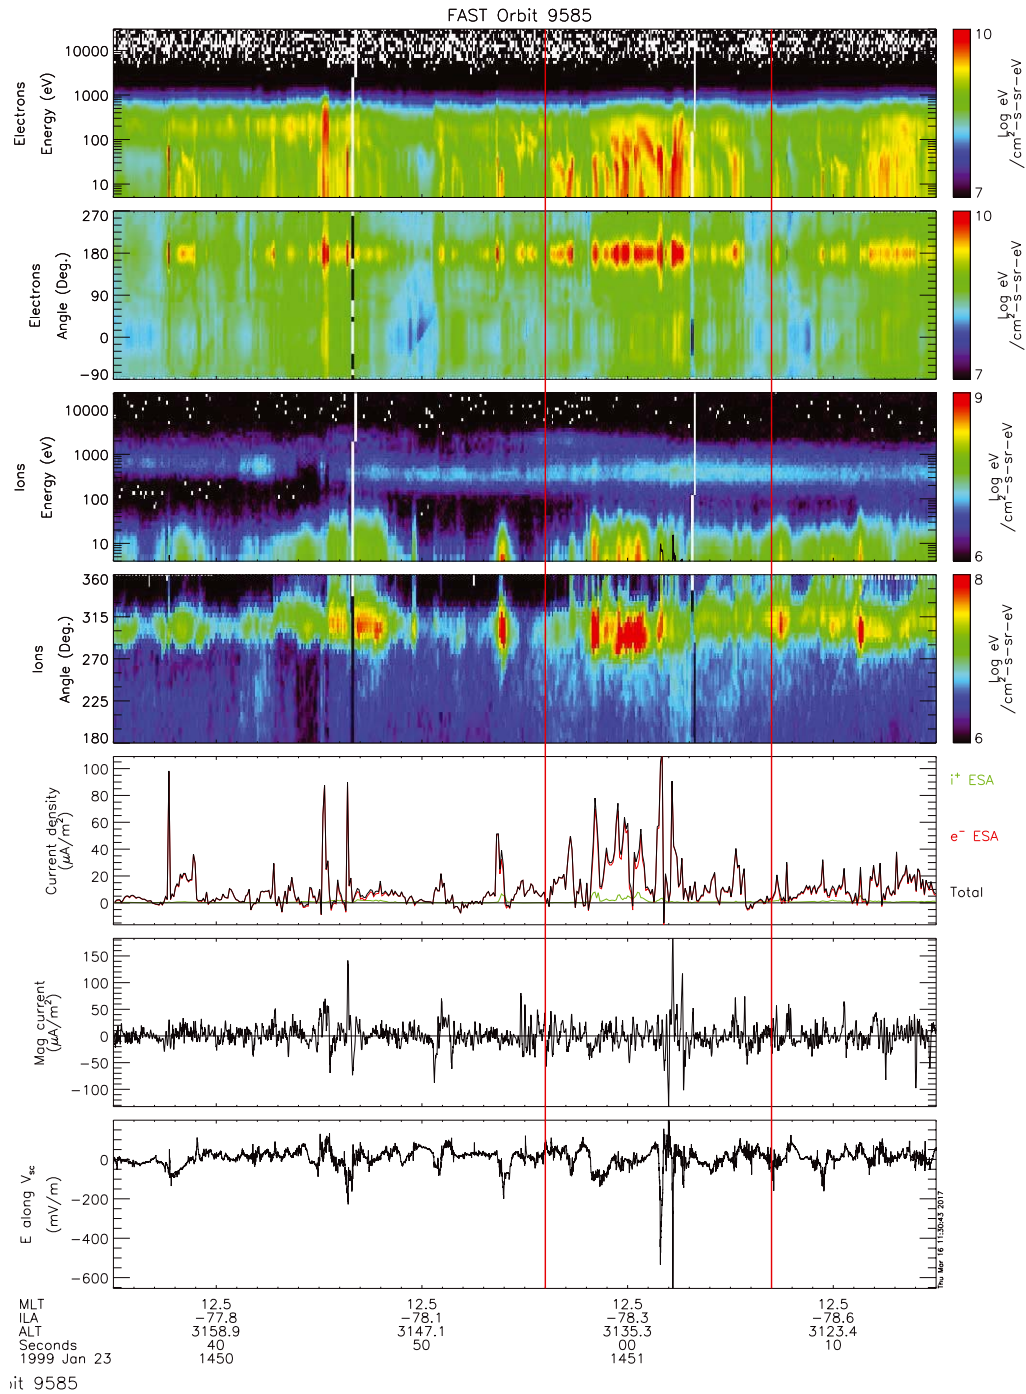 FAST Orbit 9585
Electrons
Energy (eV)
10000
1000
100
10
10
7
Log eV
/cm²-s-sr-eV
Electrons
Angle (Deg.)
270
180
90
0
-90
10
7
Log eV
/cm²-s-sr-eV
Ions
Energy (eV)
10000
1000
100
10
9
6
Log eV
/cm²-s-sr-eV
Ions
Angle (Deg.)
360
315
270
225
180
8
6
Log eV
/cm²-s-sr-eV
Current density
(μA/m²)
100
80
60
40
20
0
i⁺ ESA
e⁻ ESA
Total
Mag current
(μA/m²)
150
100
50
0
-50
-100
E along Vsc
(mV/m)
0
-200
-400
-600
Thu Mar 16 11:30:43 2017
MLT 12.5 12.5 12.5 12.5
ILA -77.8 -78.1 -78.3 -78.6
ALT 3158.9 3147.1 3135.3 3123.4
Seconds 40 50 00 10
1999 Jan 23 1450 1451
it 9585